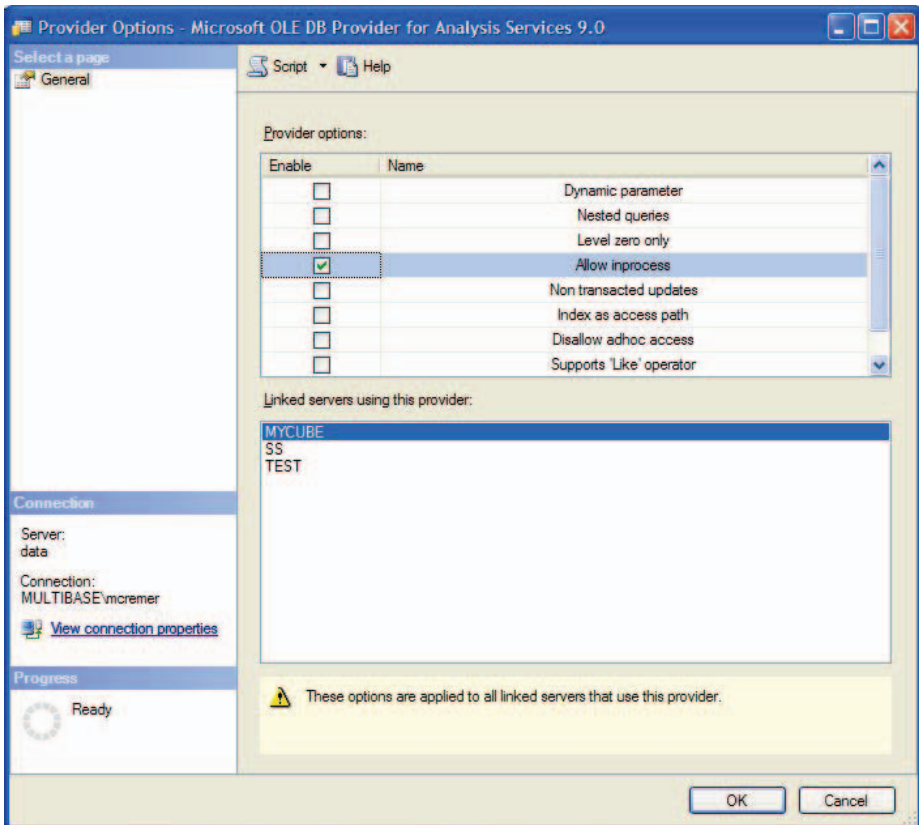 Provider Options - Microsoft OLE DB Provider for Analysis Services 9.0
Select a page
General
Script Help
Provider options:
Enable Name
Dynamic parameter
Nested queries
Level zero only
Allow inprocess
Non transacted updates
Index as access path
Disallow adhoc access
Supports 'Like' operator
Linked servers using this provider:
MYCUBE
SS
TEST
Connection
Server:
data
Connection:
MULTIBASE\mcremer
View connection properties
Progress
Ready
These options are applied to all linked servers that use this provider.
OK Cancel